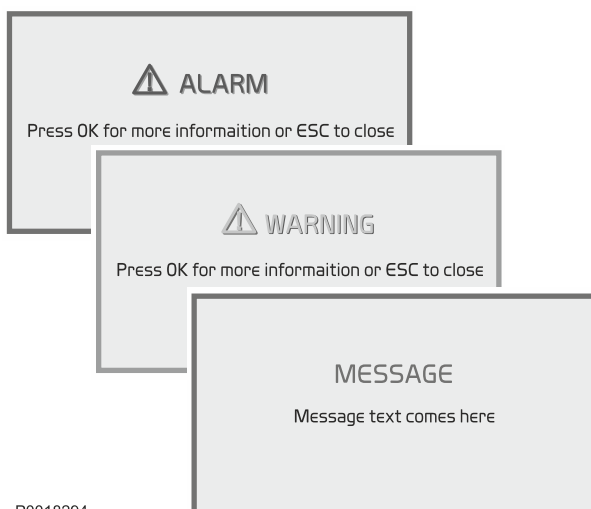 ALARM
Press OK for more informaition or ESC to close
WARNING
Press OK for more informaition or ESC to close
MESSAGE
Message text comes here